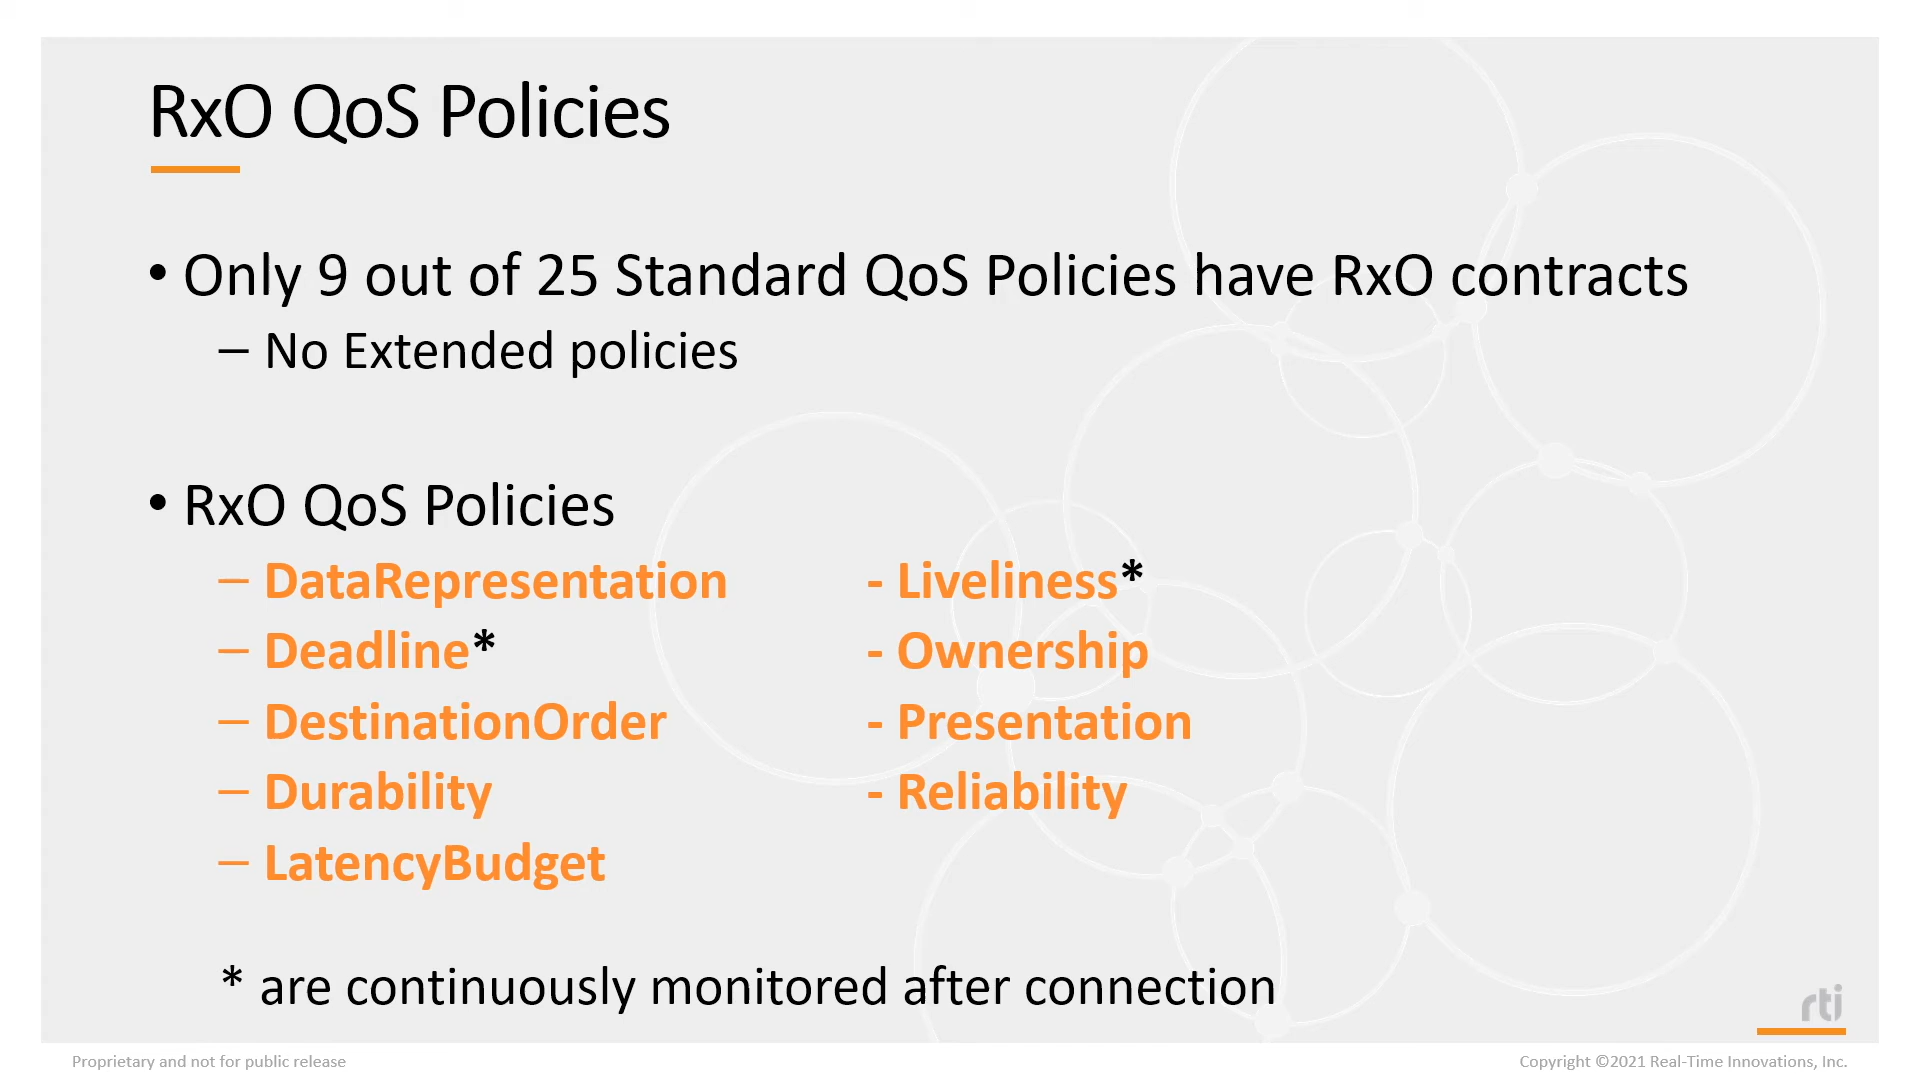 RxO QoS Policies
• Only 9 out of 25 Standard QoS Policies have RxO contracts
– No Extended policies
• RxO QoS Policies
– DataRepresentation
– Deadline*
– DestinationOrder
– Durability
– LatencyBudget
- Liveliness*
- Ownership
- Presentation
- Reliability
* are continuously monitored after connection
rti
Proprietary and not for public release
Copyright ©2021 Real-Time Innovations, Inc.